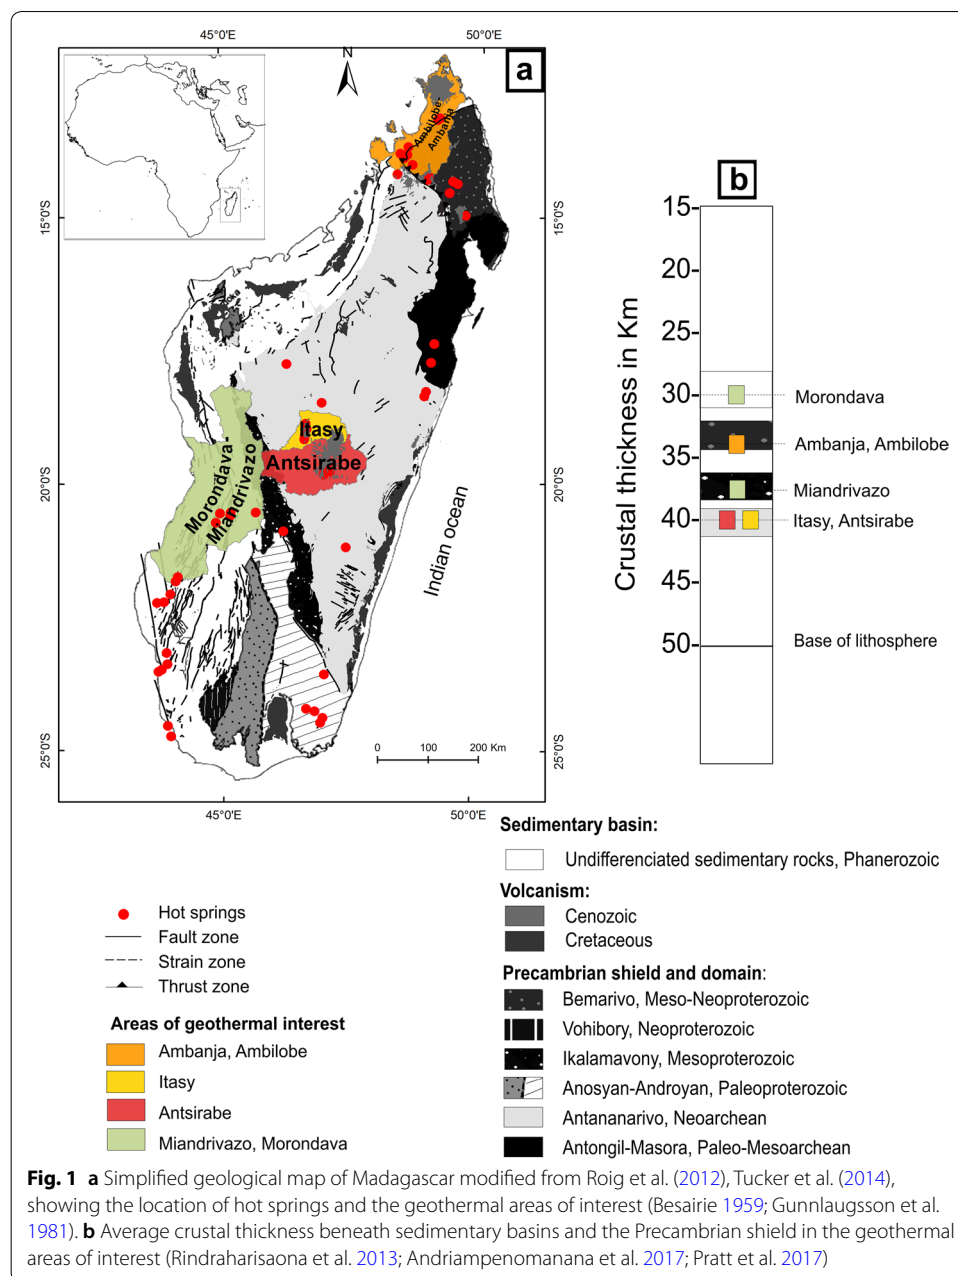 45°0'E
50°0'E
N
a
Ambilobe-
Ambanja
15°0'S
15°0'S
Itasy
Antsirabe
Morondava-
Miandrivazo
20°0'S
20°0'S
Indian ocean
25°0'S
25°0'S
0 100 200 Km
45°0'E
50°0'E
b
Crustal thickness in Km
15
20
25
30
Morondava
Ambanja, Ambilobe
35
Miandrivazo
40
Itasy, Antsirabe
45
50
Base of lithosphere
Hot springs
Fault zone
Strain zone
Thrust zone
Areas of geothermal interest
Ambanja, Ambilobe
Itasy
Antsirabe
Miandrivazo, Morondava
Sedimentary basin:
Undifferenciated sedimentary rocks, Phanerozoic
Volcanism:
Cenozoic
Cretaceous
Precambrian shield and domain:
Bemarivo, Meso-Neoproterozoic
Vohibory, Neoproterozoic
Ikalamavony, Mesoproterozoic
Anosyan-Androyan, Paleoproterozoic
Antananarivo, Neoarchean
Antongil-Masora, Paleo-Mesoarchean
Fig. 1 a Simplified geological map of Madagascar modified from Roig et al. (2012), Tucker et al. (2014),
showing the location of hot springs and the geothermal areas of interest (Besairie 1959; Gunnlaugsson et al.
1981). b Average crustal thickness beneath sedimentary basins and the Precambrian shield in the geothermal
areas of interest (Rindraharisaona et al. 2013; Andriampenomanana et al. 2017; Pratt et al. 2017)